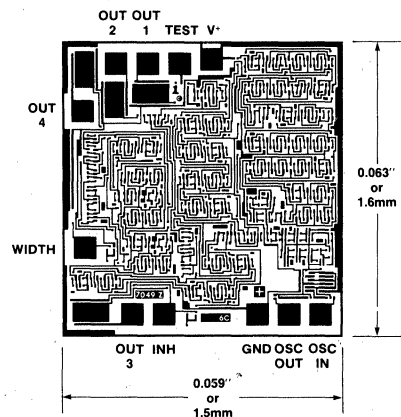 OUT OUT
2 1 TEST V+
OUT
4
WIDTH
0.063"
or
1.6mm
7049 Z
6C
OUT INH
3
GND OSC OSC
OUT IN
0.059"
or
1.5mm